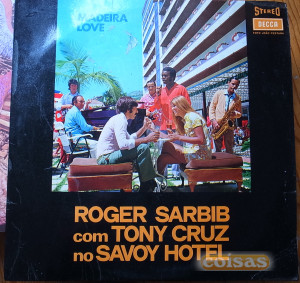 MADEIRA
LOVE
STEREO
DECCA
ROGER SARBIB
com TONY CRUZ
no SAVOY HOTEL
coisas